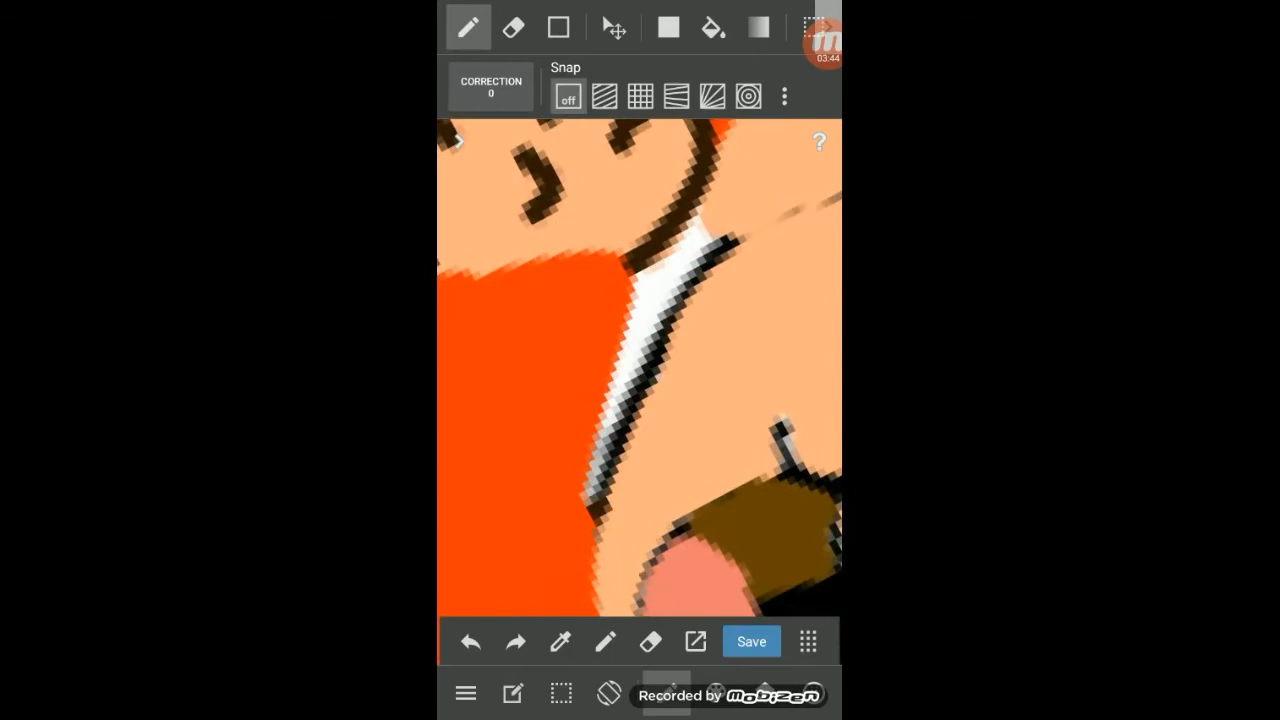 03:44
Snap
CORRECTION
0
off
?
Save
Recorded by MOBIZEN